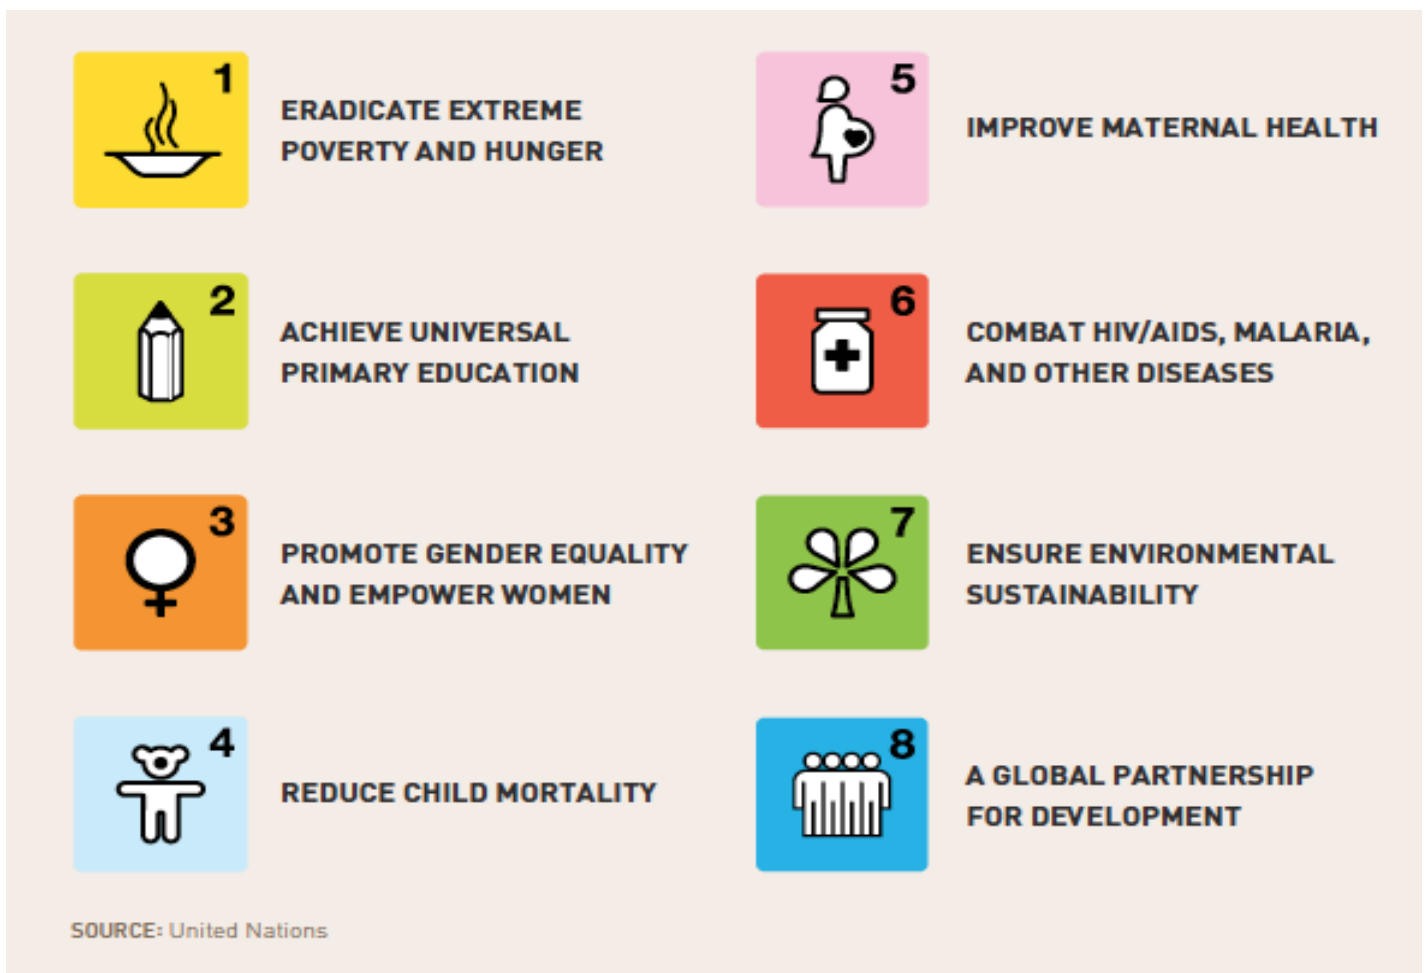 1
ERADICATE EXTREME
POVERTY AND HUNGER
2
ACHIEVE UNIVERSAL
PRIMARY EDUCATION
3
PROMOTE GENDER EQUALITY
AND EMPOWER WOMEN
4
REDUCE CHILD MORTALITY
5
IMPROVE MATERNAL HEALTH
6
COMBAT HIV/AIDS, MALARIA,
AND OTHER DISEASES
7
ENSURE ENVIRONMENTAL
SUSTAINABILITY
8
A GLOBAL PARTNERSHIP
FOR DEVELOPMENT
SOURCE: United Nations